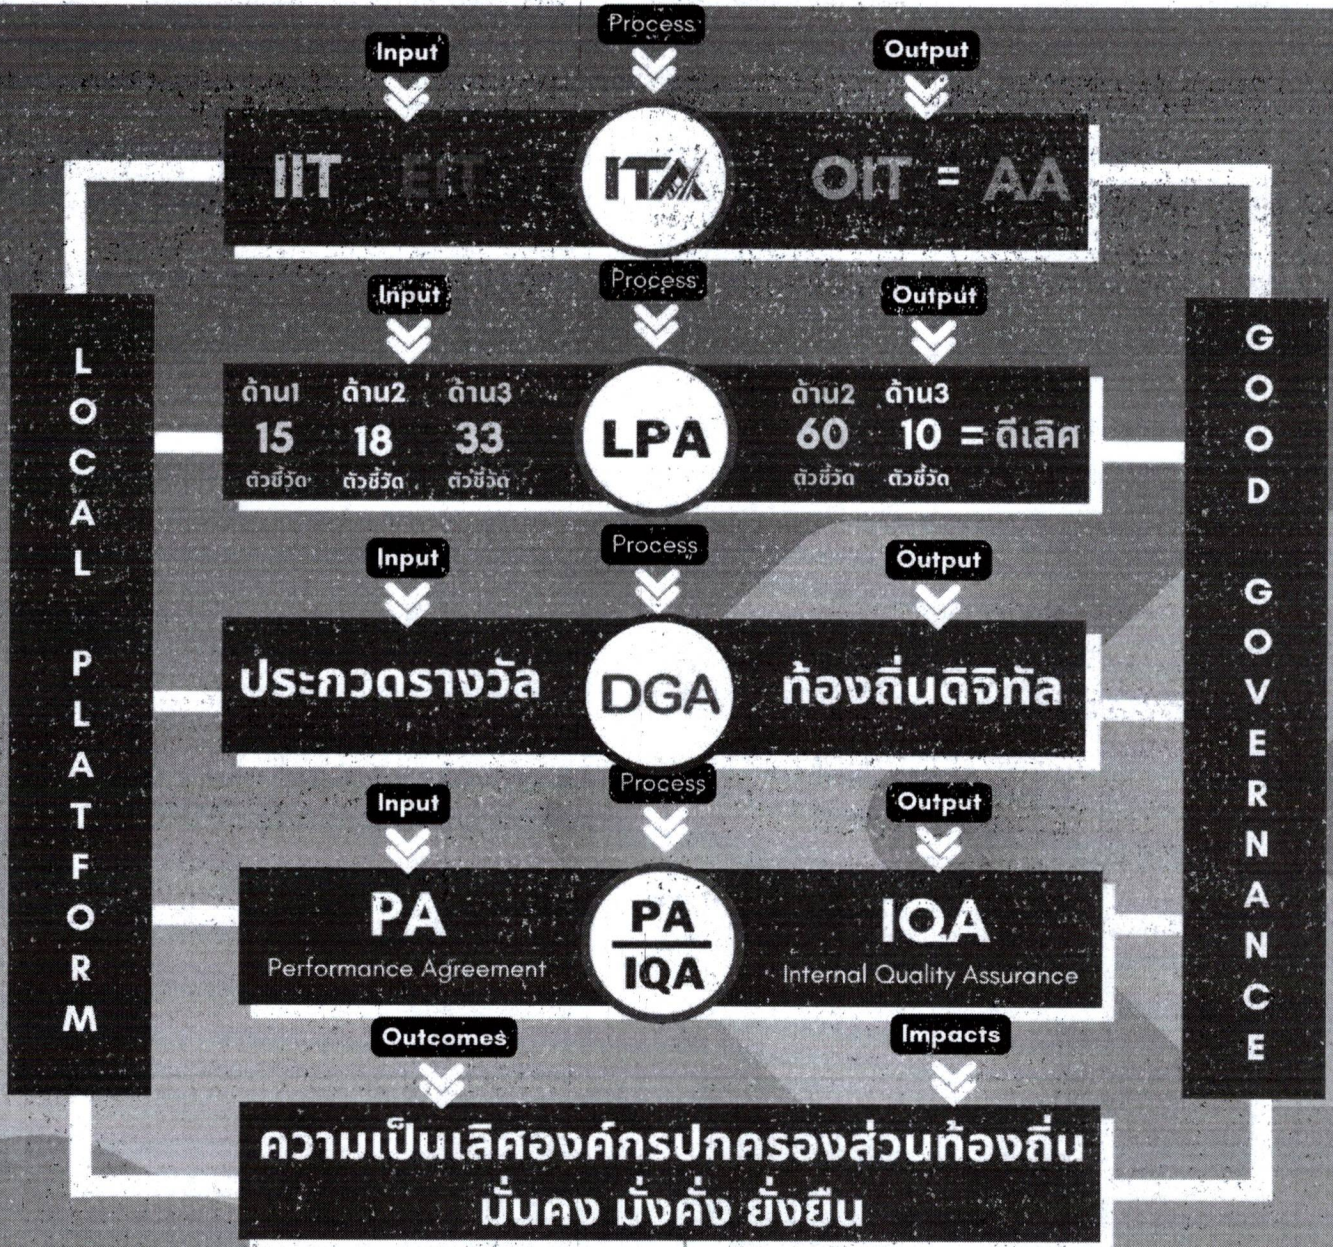 Process
Input
Output
IIT EIT
ITA
OIT = AA
Process
Input
Output
ด้าน1 ด้าน2 ด้าน3
15 18 33
ตัวชี้วัด ตัวชี้วัด ตัวชี้วัด
LPA
ด้าน2 ด้าน3
60 10 = ดีเลิศ
ตัวชี้วัด ตัวชี้วัด
Process
Input
Output
ประกวดรางวัล
DGA
ท้องถิ่นดิจิทัล
Process
Input
Output
PA
Performance Agreement
PA
IQA
IQA
Internal Quality Assurance
Outcomes
Impacts
ความเป็นเลิศองค์กรปกครองส่วนท้องถิ่น
มั่นคง มั่งคั่ง ยั่งยืน
LOCAL PLATFORM
GOOD GOVERNANCE